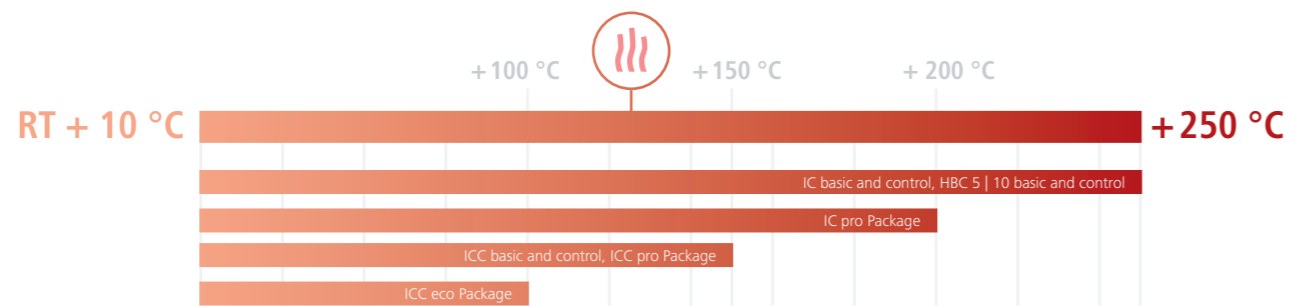 +100 °C
+150 °C
+ 200 °C
RT + 10 °C
+250 °C
IC basic and control, HBC 5 | 10 basic and control
IC pro Package
ICC basic and control, ICC pro Package
ICC eco Package